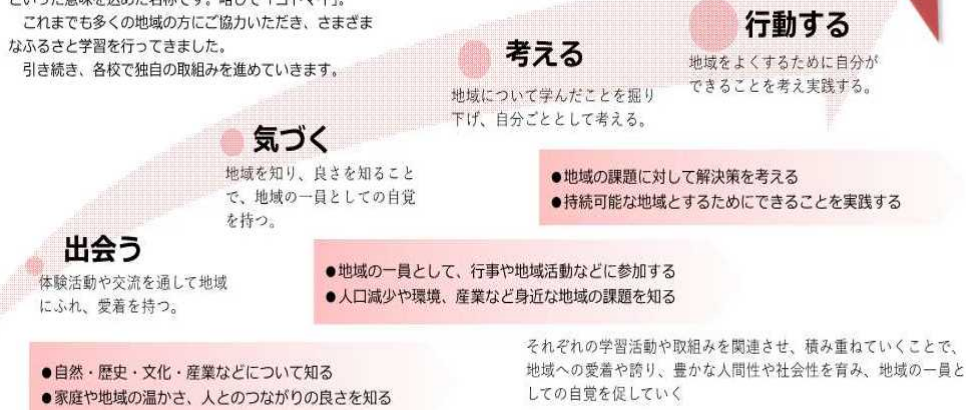 といった意味を込めた名称です。略して「コドヤャ」。
これまでも多くの地域の方にご協力いただき、さまざま
なふるさと学習を行ってきました。
引き続き、各校で独自の取組みを進めていきます。
行動する
地域をよくするために自分が
できることを考え実践する。
考える
地域について学んだことを掘り
下げ、自分ごととして考える。
気づく
地域を知り、良さを知ること
で、地域の一員としての自覚
を持つ。
●地域の課題に対して解決策を考える
●持続可能な地域とするためにできることを実践する
出会う
体験活動や交流を通して地域
にふれ、愛着を持つ。
●地域の一員として、行事や地域活動などに参加する
●人口減少や環境、産業など身近な地域の課題を知る
●自然・歴史・文化・産業などについて知る
●家庭や地域の温かさ、人とのつながりの良さを知る
それぞれの学習活動や取組みを関連させ、積み重ねていくことで、
地域への愛着や誇り、豊かな人間性や社会性を育み、地域の一員と
しての自覚を促していく